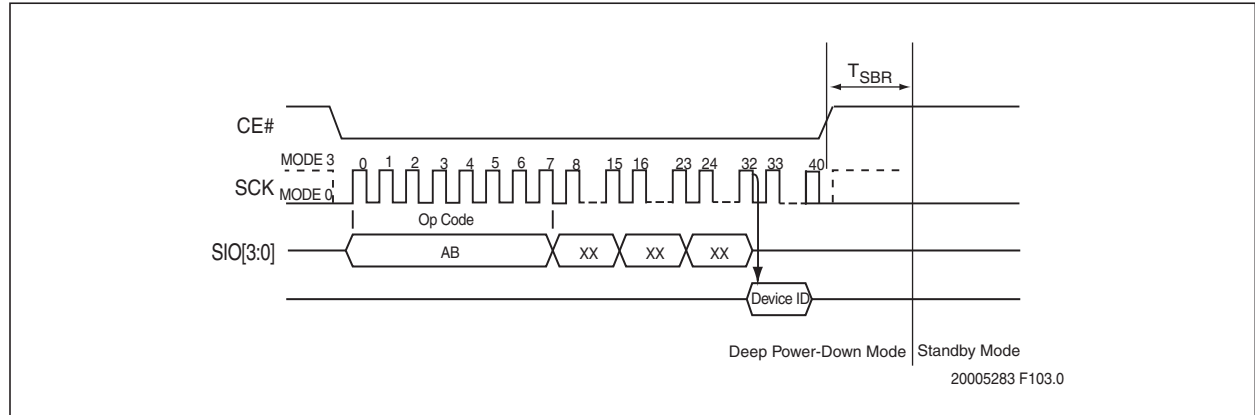 T_SBR
CE#
MODE 3
0 1 2 3 4 5 6 7 8 15 16 23 24 32 33 40
SCK
MODE 0
Op Code
SIO[3:0]
AB XX XX XX
Device ID
Deep Power-Down Mode Standby Mode
20005283 F103.0